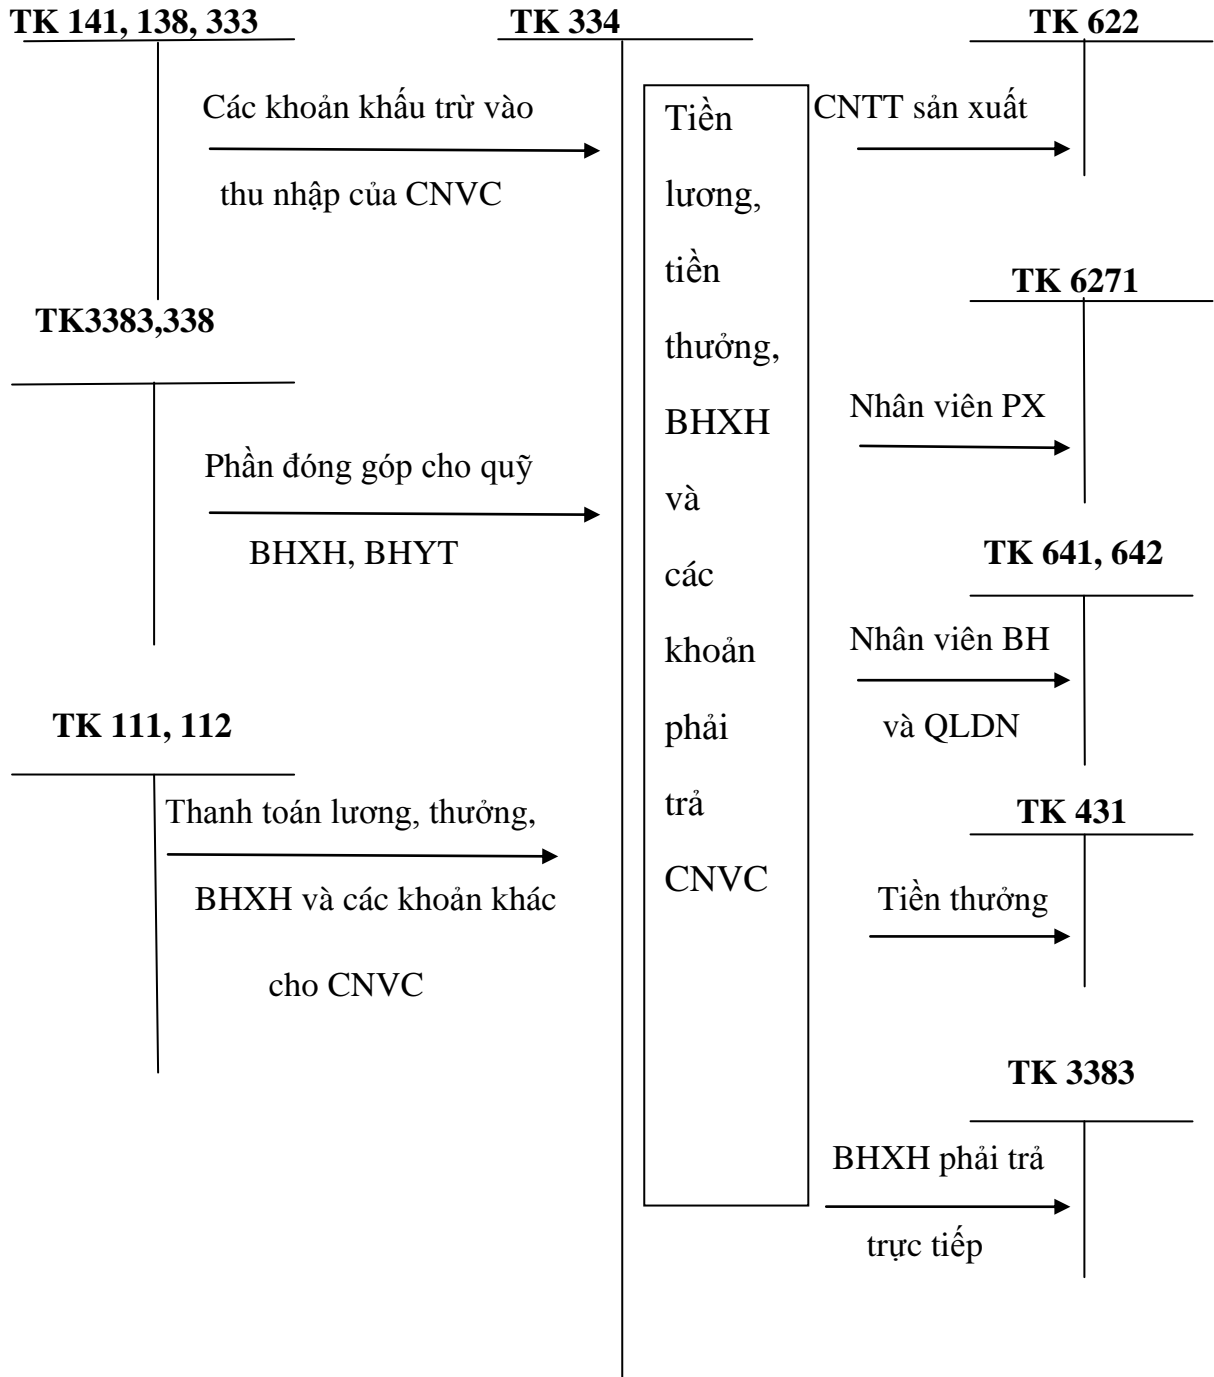 TK 141, 138, 333
TK 334
TK 622
Các khoản khấu trừ vào
thu nhập của CNVC
Tiền
lương,
tiền
thưởng,
BHXH
và
các
khoản
phải
trả
CNVC
CNTT sản xuất
TK 6271
TK3383,338
Nhân viên PX
Phần đóng góp cho quỹ
BHXH, BHYT
TK 641, 642
Nhân viên BH
và QLDN
TK 111, 112
Thanh toán lương, thưởng,
BHXH và các khoản khác
cho CNVC
TK 431
Tiền thưởng
TK 3383
BHXH phải trả
trực tiếp